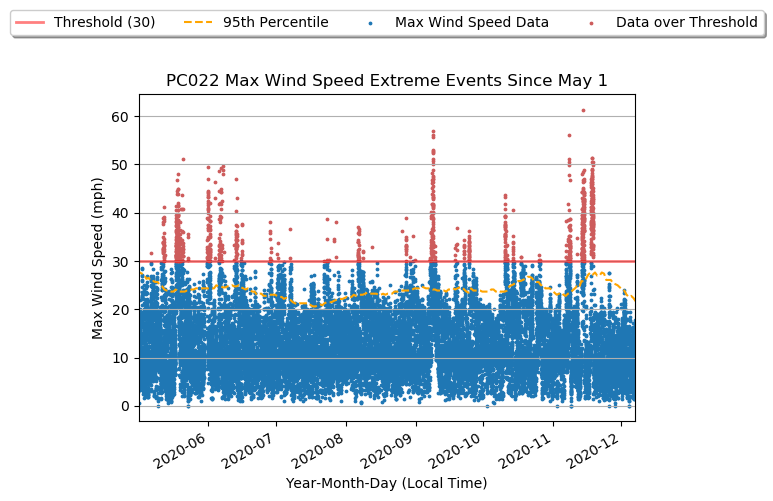 Threshold (30) 95th Percentile Max Wind Speed Data Data over Threshold
PC022 Max Wind Speed Extreme Events Since May 1
Max Wind Speed (mph)
60
50
40
30
20
10
0
2020-06 2020-07 2020-08 2020-09 2020-10 2020-11 2020-12
Year-Month-Day (Local Time)